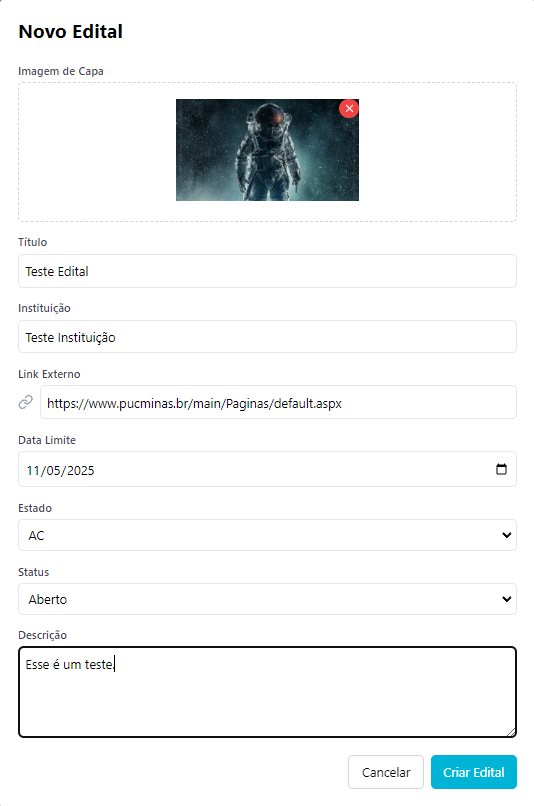 Novo Edital
Imagem de Capa
Título
Teste Edital
Instituição
Teste Instituição
Link Externo
https://www.pucminas.br/main/Paginas/default.aspx
Data Limite
11/05/2025
Estado
AC
Status
Aberto
Descrição
Esse é um teste.
Cancelar Criar Edital